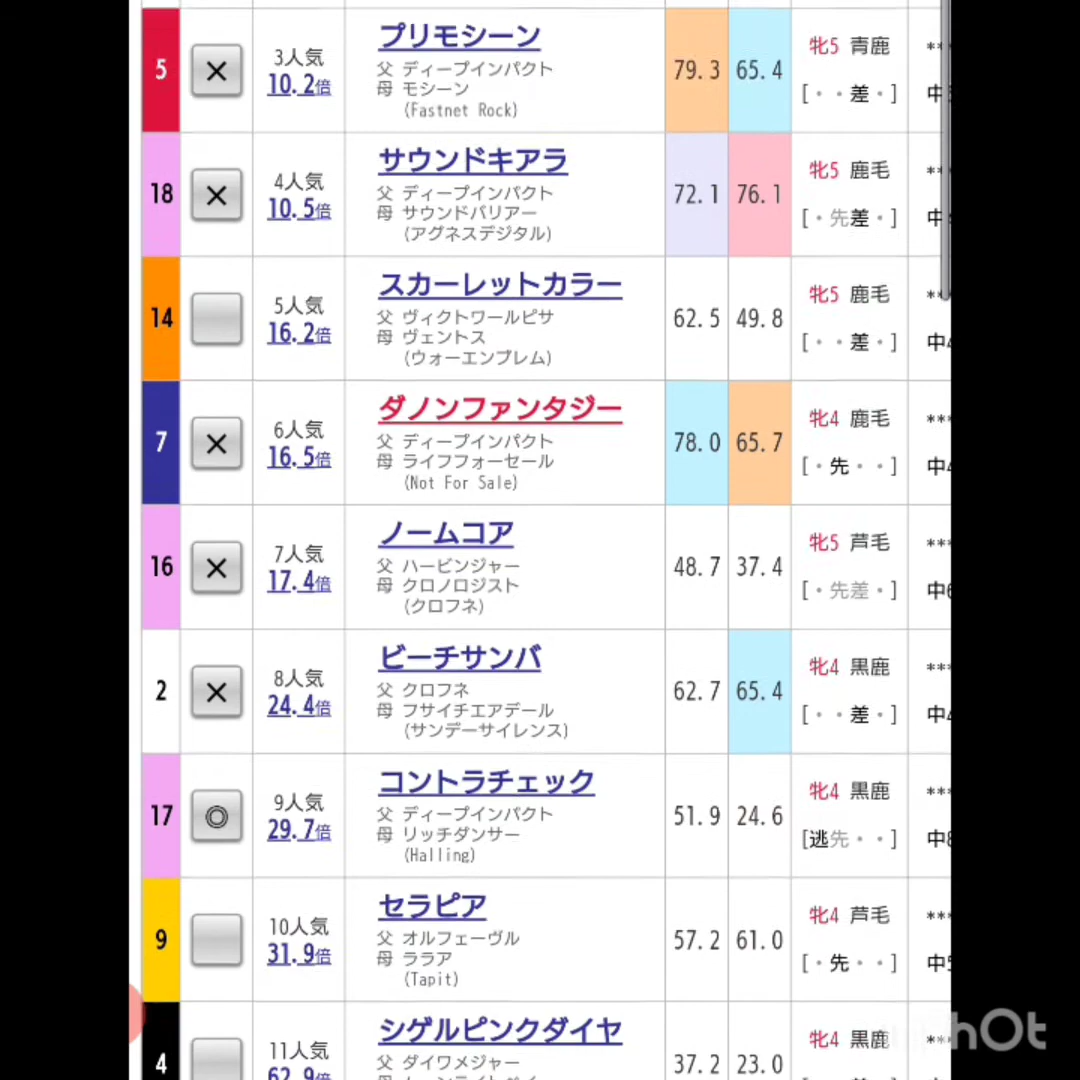 5
×
3人気
10.2倍
プリモシーン
父 ディープインパクト
母 モシーン
(Fastnet Rock)
79.3
65.4
牝5 青鹿
[・・差・]
**
中
18
×
4人気
10.5倍
サウンドキアラ
父 ディープインパクト
母 サウンドバリアー
(アグネスデジタル)
72.1
76.1
牝5 鹿毛
[・先差・]
**
中
14
5人気
16.2倍
スカーレットカラー
父 ヴィクトワールピサ
母 ヴェントス
(ウォーエンブレム)
62.5
49.8
牝5 鹿毛
[・・差・]
**
中4
7
×
6人気
16.5倍
ダノンファンタジー
父 ディープインパクト
母 ライフフォーセール
(Not For Sale)
78.0
65.7
牝4 鹿毛
[・先・・]
***
中4
16
×
7人気
17.4倍
ノームコア
父 ハービンジャー
母 クロノロジスト
(クロフネ)
48.7
37.4
牝5 芦毛
[・先差・]
***
中6
2
×
8人気
24.4倍
ビーチサンバ
父 クロフネ
母 フサイチエアデール
(サンデーサイレンス)
62.7
65.4
牝4 黒鹿
[・・差・]
***
中4
17
◎
9人気
29.7倍
コントラチェック
父 ディープインパクト
母 リッチダンサー
(Halling)
51.9
24.6
牝4 黒鹿
[逃先・・]
***
中8
9
10人気
31.9倍
セラピア
父 オルフェーヴル
母 ララア
(Tapit)
57.2
61.0
牝4 芦毛
[・先・・]
***
中5
4
11人気
62.9倍
シゲルピンクダイヤ
父 ダイワメジャー
37.2
23.0
牝4 黒鹿
***